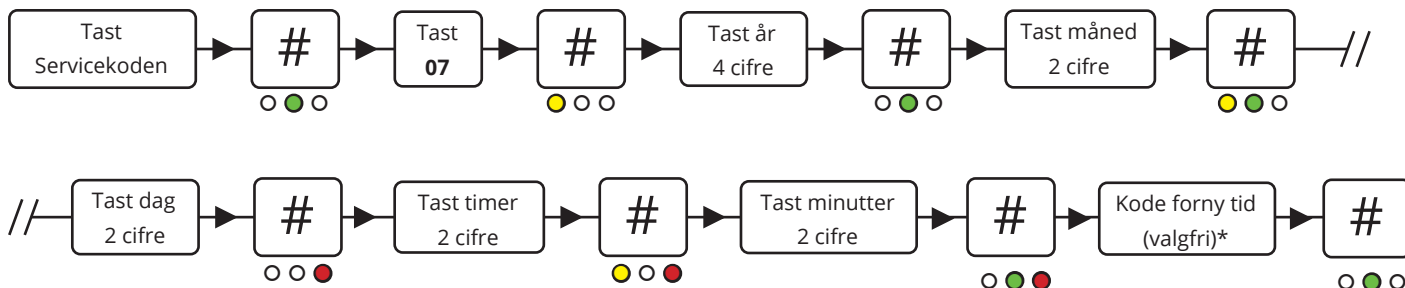 Tast
Servicekoden
#
Tast
07
#
Tast år
4 cifre
#
Tast måned
2 cifre
#
//
//
Tast dag
2 cifre
#
Tast timer
2 cifre
#
Tast minutter
2 cifre
#
Kode forny tid
(valgfri)*
#